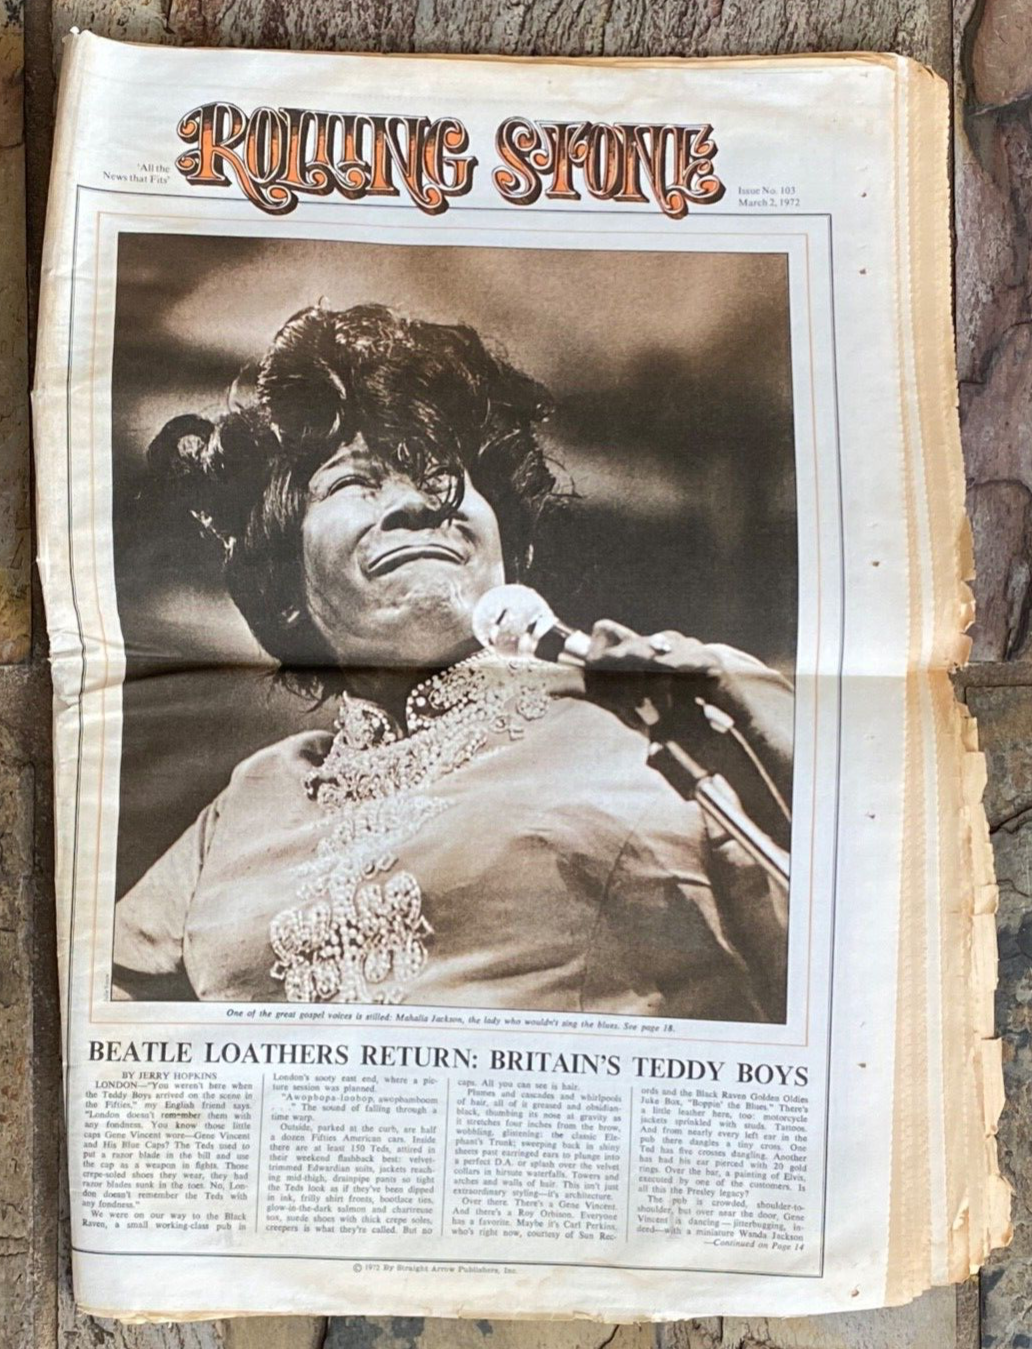 'All the
News that Fits'
ROLLING STONE
Issue No. 103
March 2, 1972
One of the great gospel voices is stilled: Mahalia Jackson, the lady who wouldn't sing the blues. See page 18.
BEATLE LOATHERS RETURN: BRITAIN'S TEDDY BOYS
BY JERRY HOPKINS
LONDON—"You weren't here when
the Teddy Boys arrived on the scene in
the Fifties," my English friend says.
"London doesn't remember them with
any fondness. You know those little
caps Gene Vincent wore—Gene Vincent
and His Blue Caps? The Teds used to
put a razor blade in the bill and use
the cap as a weapon in fights. Those
crepe-soled shoes they wear, they had
razor blades sunk in the toes. No, Lon-
don doesn't remember the Teds with
any fondness."
We were on our way to the Black
Raven, a small working-class pub in
London's sooty east end, where a pic-
ture session was planned.
"Awophopa-loobop, awophamboom
. . ." The sound of falling through a
time warp.
Outside, parked at the curb, are half
a dozen Fifties American cars. Inside
there are at least 150 Teds, attired in
their weekend flashback best: velvet-
trimmed Edwardian suits, jackets reach-
ing mid-thigh, drainpipe pants so tight
the Teds look as if they've been dipped
in ink, frilly shirt fronts, bootlace ties,
glow-in-the-dark salmon and chartreuse
sox, suede shoes with thick crepe soles,
creepers is what they're called. But no
caps. All you can see is hair.
Plumes and cascades and whirlpools
of hair, all of it greased and obsidian-
black, thumbing its nose at gravity as
it stretches four inches from the brow,
wobbling, glistening: the classic Ele-
phant's Trunk; sweeping back in shiny
sheets past earringed ears to plunge into
a perfect D.A. or splash over the velvet
collars in hirsute waterfalls. Towers and
arches and walls of hair. This isn't just
extraordinary styling—it's architecture.
Over there. There's a Gene Vincent.
And there's a Roy Orbison. Everyone
has a favorite. Maybe it's Carl Perkins,
who's right now, courtesy of Sun Rec-
ords and the Black Raven Golden Oldies
Juke Box, "Boppin' the Blues." There's
a little leather here, too: motorcycle
jackets sprinkled with studs. Tattoos.
And from nearly every left ear in the
pub there dangles a tiny cross. One
Ted has five crosses dangling. Another
has had his ear pierced with 20 gold
rings. Over the bar, a painting of Elvis,
executed by one of the customers. Is
all this the Presley legacy?
The pub is crowded, shoulder-to-
shoulder, but over near the door, Gene
Vincent is dancing—jitterbugging, in-
deed—with a miniature Wanda Jackson
—Continued on Page 14
© 1972 By Straight Arrow Publishers, Inc.